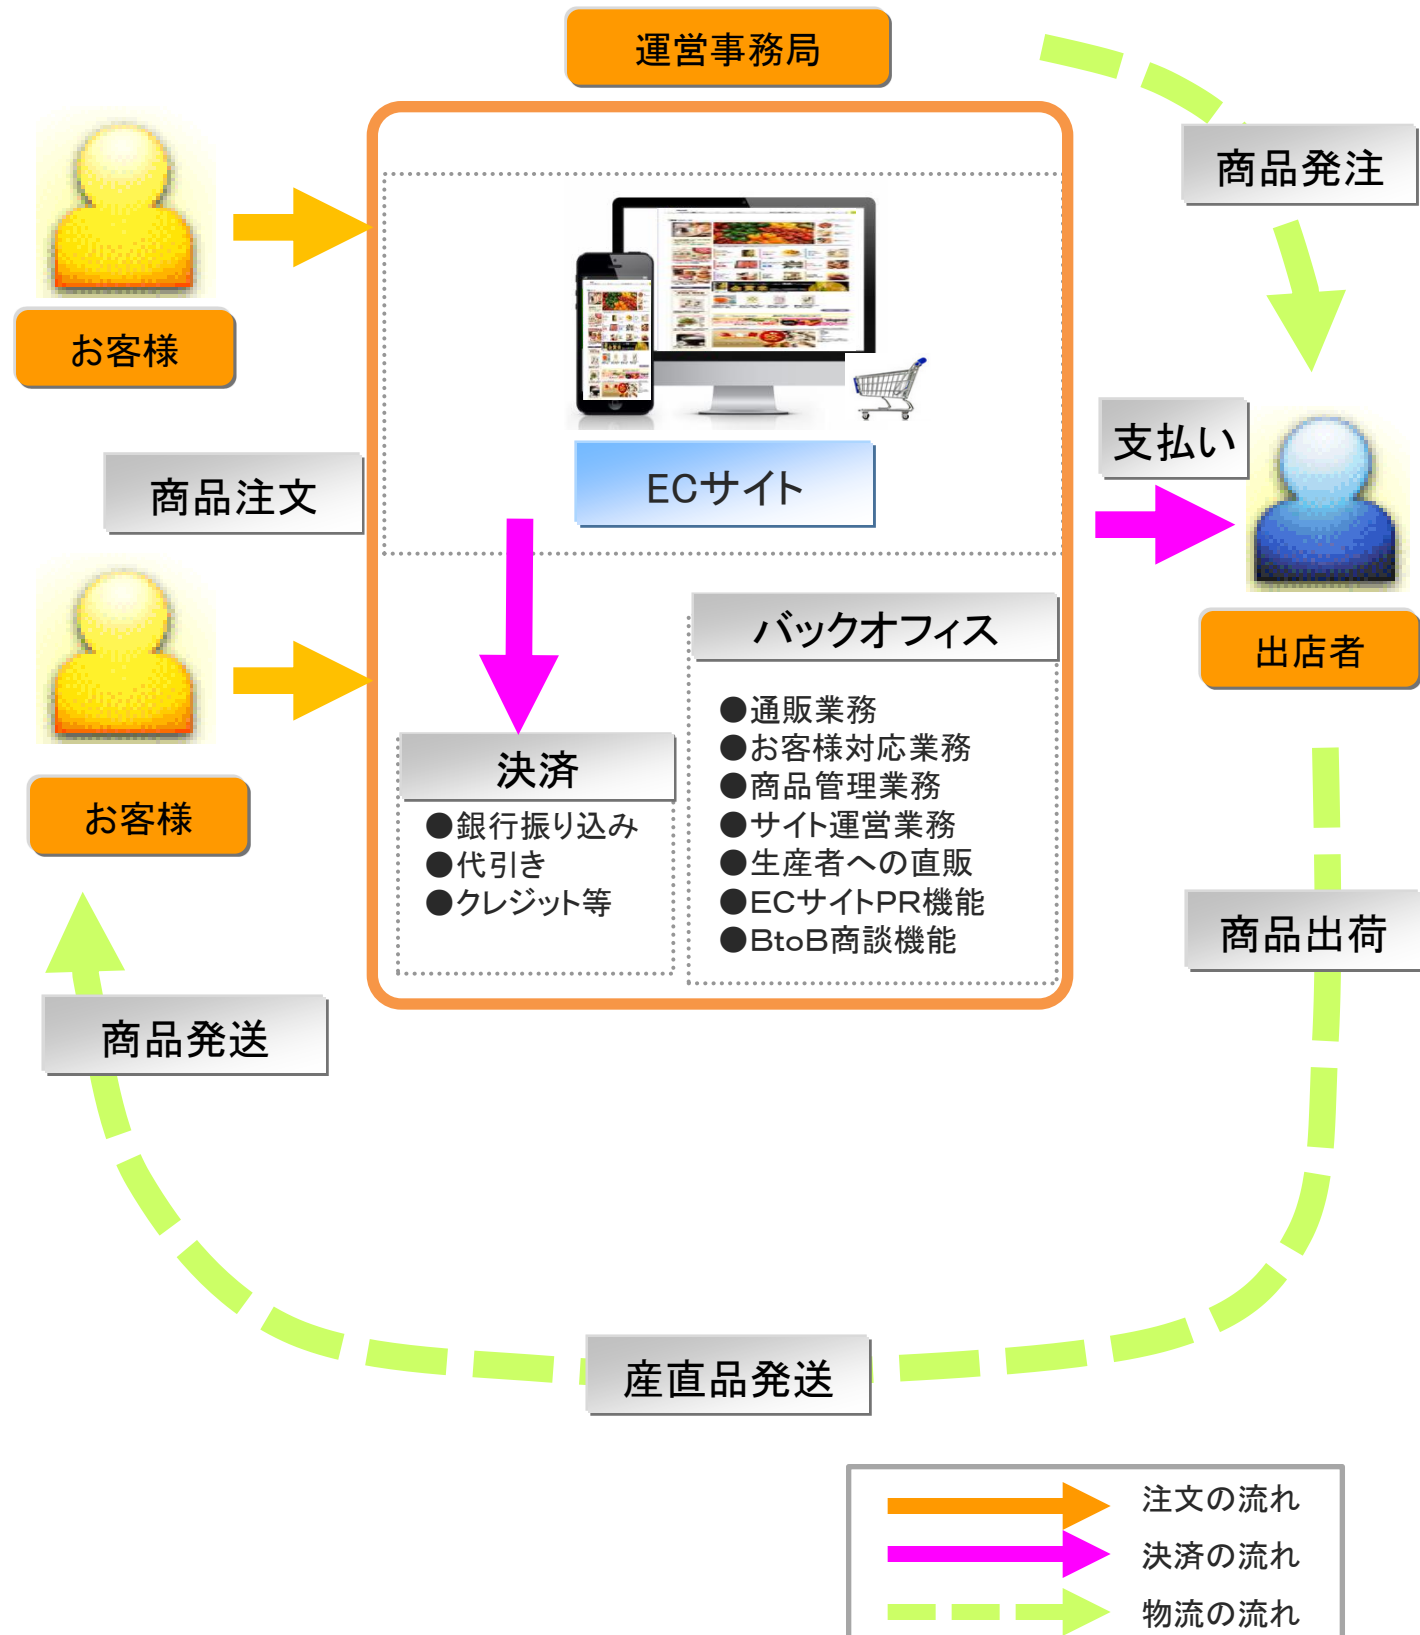 運営事務局
商品発注
お客様
支払い
商品注文
ECサイト
出店者
バックオフィス
●通販業務
●お客様対応業務
●商品管理業務
●サイト運営業務
●生産者への直販
●ECサイトPR機能
●BtoB商談機能
決済
●銀行振り込み
●代引き
●クレジット等
お客様
商品出荷
商品発送
産直品発送
注文の流れ
決済の流れ
物流の流れ